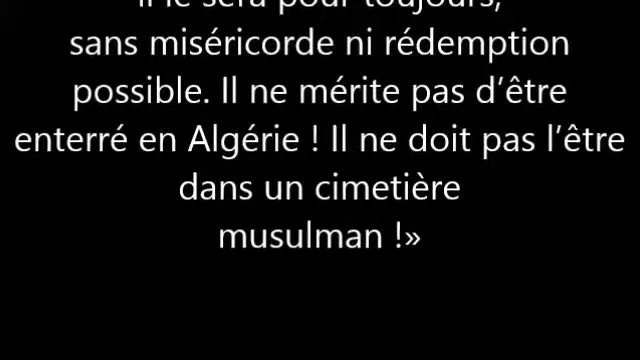 il le sera pour toujours,
sans miséricorde ni rédemption
possible. Il ne mérite pas d’être
enterré en Algérie ! Il ne doit pas l’être
dans un cimetière
musulman !»